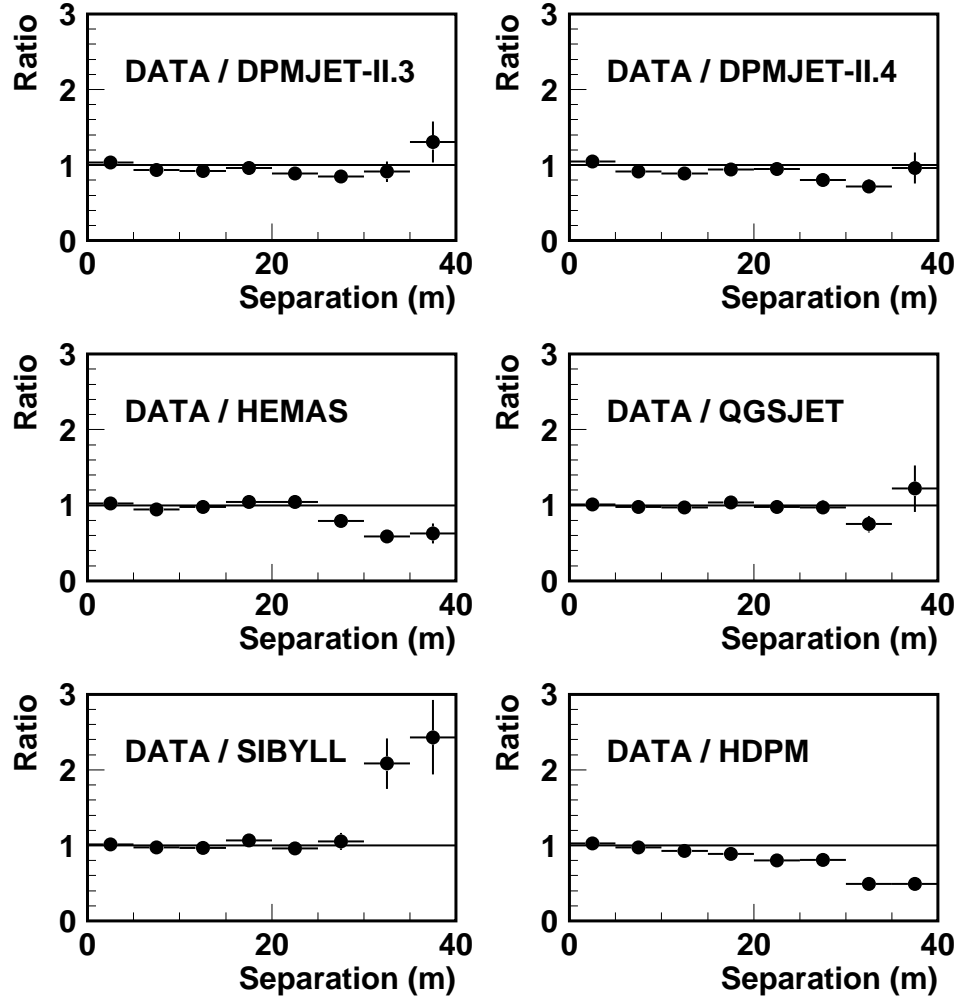 Ratio
3
2
1
0
DATA / DPMJET-II.3
0
20
40
Separation (m)
Ratio
3
2
1
0
DATA / DPMJET-II.4
0
20
40
Separation (m)
Ratio
3
2
1
0
DATA / HEMAS
0
20
40
Separation (m)
Ratio
3
2
1
0
DATA / QGSJET
0
20
40
Separation (m)
Ratio
3
2
1
0
DATA / SIBYLL
0
20
40
Separation (m)
Ratio
3
2
1
0
DATA / HDPM
0
20
40
Separation (m)